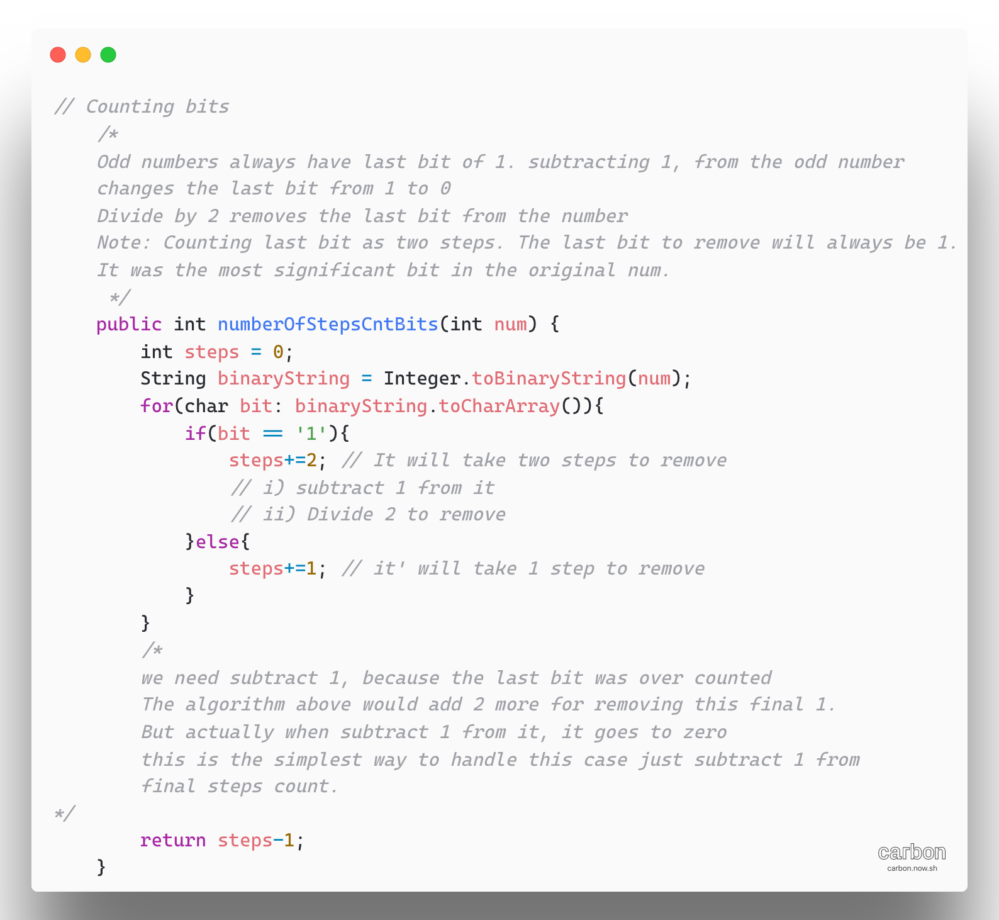 // Counting bits
/*
Odd numbers always have last bit of 1. subtracting 1, from the odd number
changes the last bit from 1 to 0
Divide by 2 removes the last bit from the number
Note: Counting last bit as two steps. The last bit to remove will always be 1.
It was the most significant bit in the original num.
*/
public int numberOfStepsCntBits(int num) {
int steps = 0;
String binaryString = Integer.toBinaryString(num);
for(char bit: binaryString.toCharArray()){
if(bit == '1'){
steps+=2; // It will take two steps to remove
// i) subtract 1 from it
// ii) Divide 2 to remove
}else{
steps+=1; // it' will take 1 step to remove
}
}
/*
we need subtract 1, because the last bit was over counted
The algorithm above would add 2 more for removing this final 1.
But actually when subtract 1 from it, it goes to zero
this is the simplest way to handle this case just subtract 1 from
final steps count.
*/
return steps-1;
}
carbon
carbon.now.sh